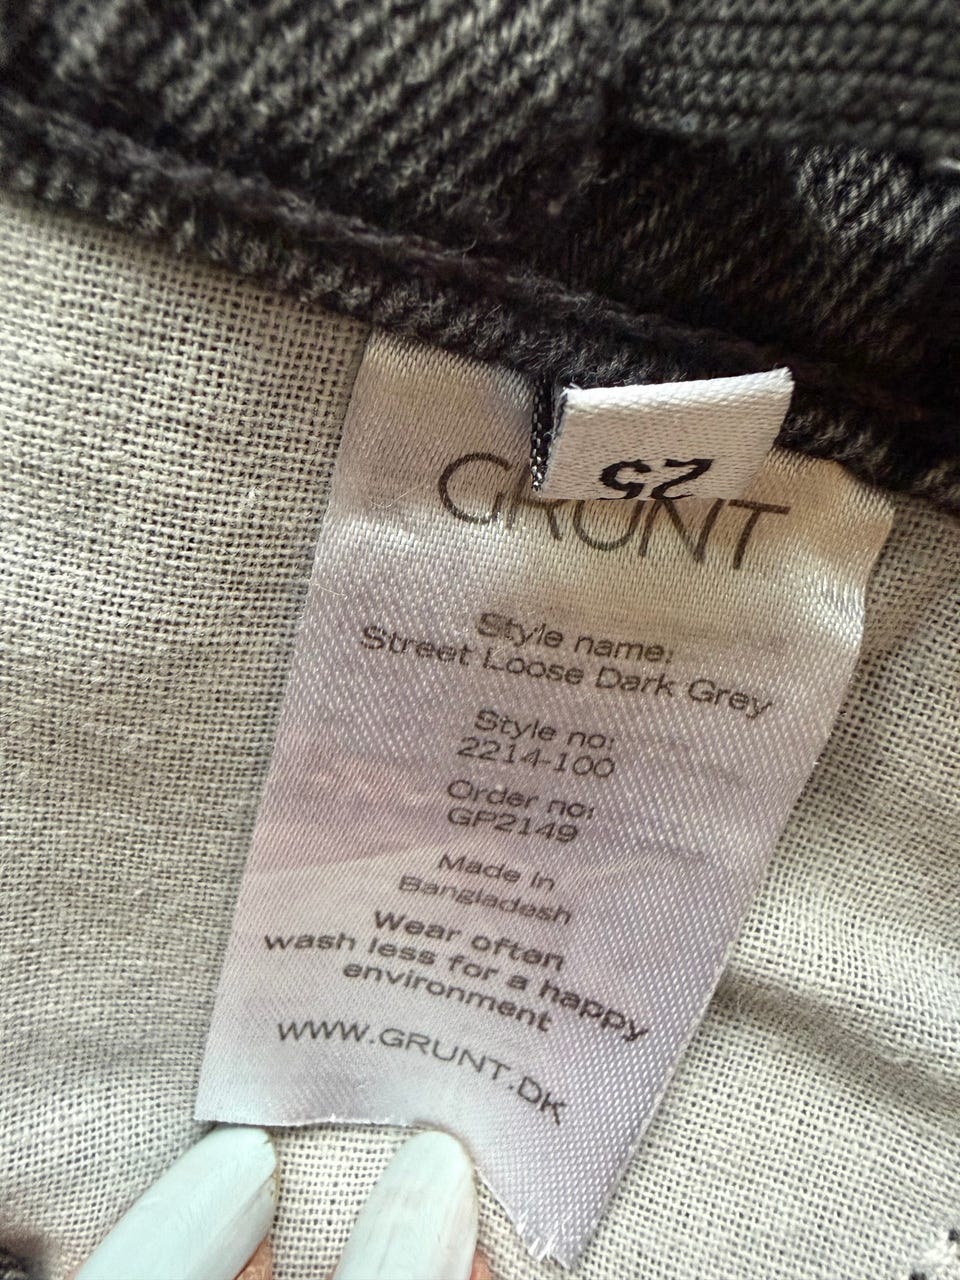 25
GRUNT
Style name:
Street Loose Dark Grey
Style no:
2214-100
Order no:
GP2149
Made in
Bangladesh
Wear often
wash less for a happy
environment
WWW.GRUNT.DK